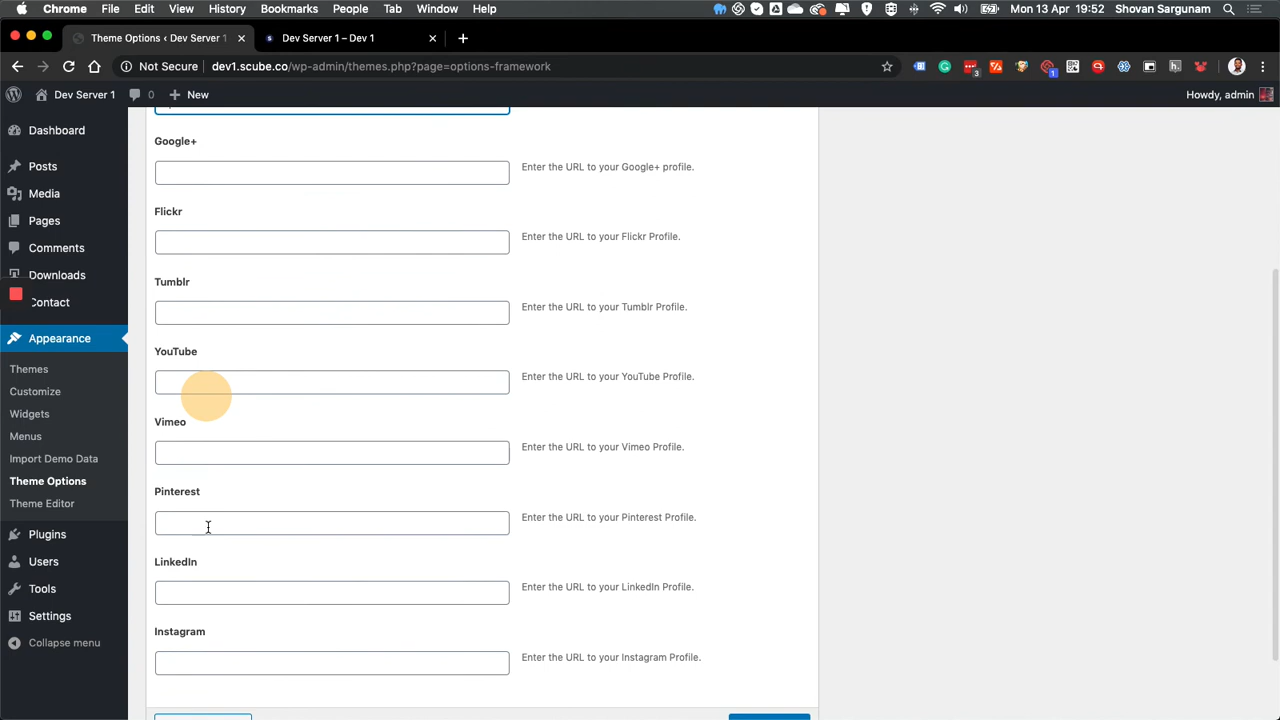 Chrome File Edit View History Bookmarks People Tab Window Help Mon 13 Apr 19:52 Shovan Sargunam
Theme Options ‹ Dev Server 1 Dev Server 1 – Dev 1
Not Secure dev1.scube.co/wp-admin/themes.php?page=options-framework 3 1
Dev Server 1 0 New Howdy, admin
Dashboard
Posts
Media
Pages
Comments
Downloads
Contact
Appearance
Themes
Customize
Widgets
Menus
Import Demo Data
Theme Options
Theme Editor
Plugins
Users
Tools
Settings
Collapse menu
Google+
Enter the URL to your Google+ profile.
Flickr
Enter the URL to your Flickr Profile.
Tumblr
Enter the URL to your Tumblr Profile.
YouTube
Enter the URL to your YouTube Profile.
Vimeo
Enter the URL to your Vimeo Profile.
Pinterest
Enter the URL to your Pinterest Profile.
LinkedIn
Enter the URL to your LinkedIn Profile.
Instagram
Enter the URL to your Instagram Profile.